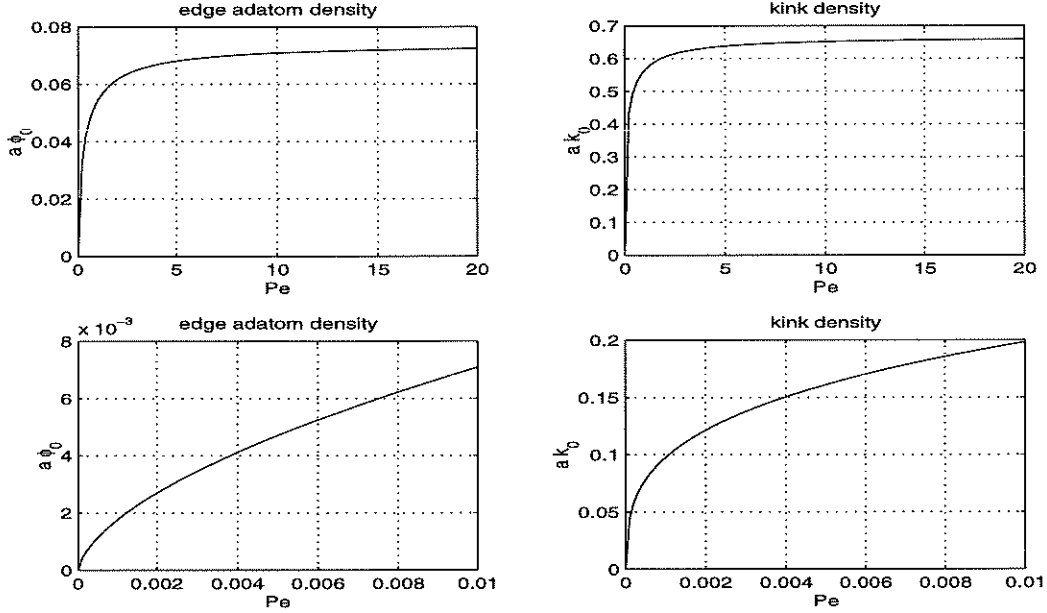 edge adatom density
0.08
0.06
0.04
0.02
0
a ϕ₀
0 5 10 15 20
Pe
kink density
0.7
0.6
0.5
0.4
0.3
0.2
0.1
0
a k₀
0 5 10 15 20
Pe
× 10⁻³
edge adatom density
8
6
4
2
0
a ϕ₀
0 0.002 0.004 0.006 0.008 0.01
Pe
kink density
0.2
0.15
0.1
0.05
0
a k₀
0 0.002 0.004 0.006 0.008 0.01
Pe